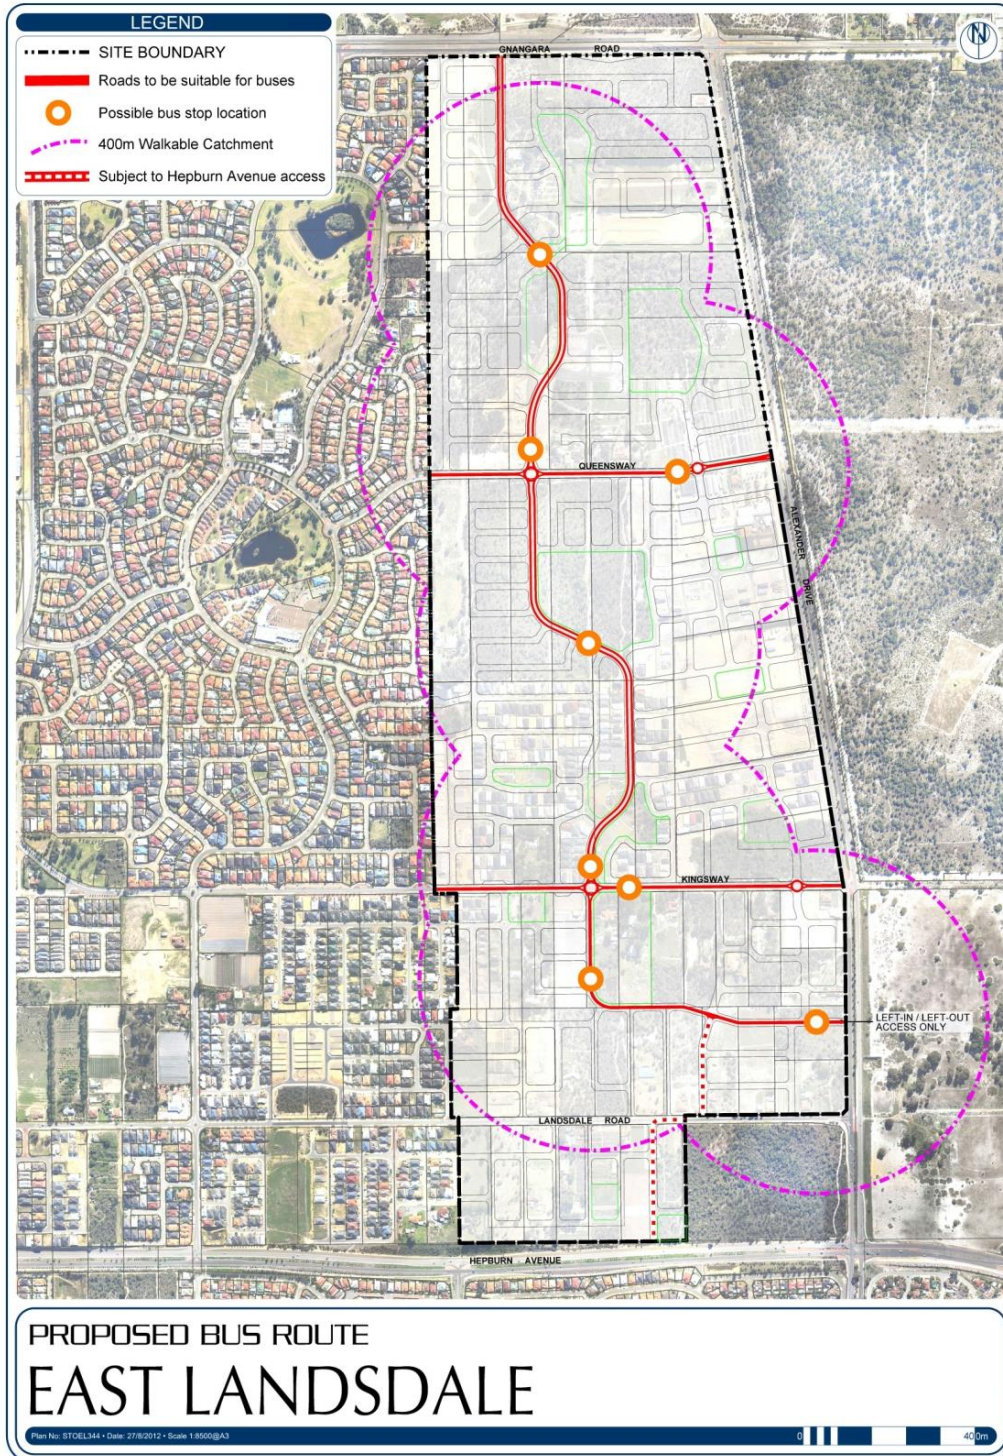 LEGEND
SITE BOUNDARY
Roads to be suitable for buses
Possible bus stop location
400m Walkable Catchment
Subject to Hepburn Avenue access
N
GNANGARA ROAD
QUEENSWAY
ALEXANDER DRIVE
KINGSWAY
LEFT-IN / LEFT-OUT
ACCESS ONLY
LANDSDALE ROAD
HEPBURN AVENUE
PROPOSED BUS ROUTE
EAST LANDSDALE
Plan No: STOEL344 • Date: 27/8/2012 • Scale 1:8500@A3
0 400m